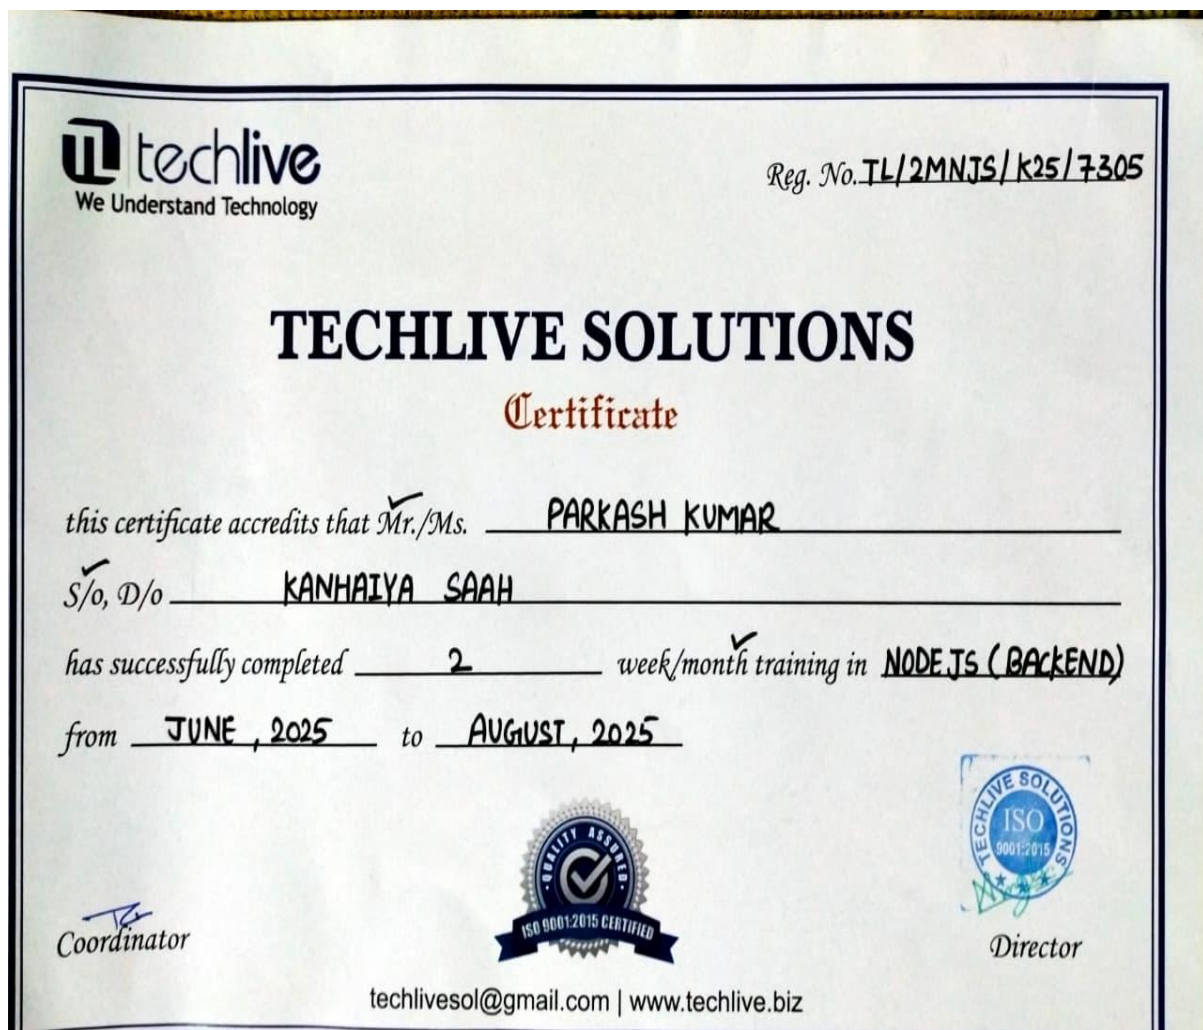 techlive
We Understand Technology
Reg. No. TL/2MNJS/K25/7305
TECHLIVE SOLUTIONS
Certificate
this certificate accredits that Mr./Ms. PARKASH KUMAR
S/o, D/o KANHAIYA SAAH
has successfully completed 2 week/month training in NODEJS (BACKEND)
from JUNE, 2025 to AUGUST, 2025
QUALITY ASSURED
ISO 9001:2015 CERTIFIED
TECHLIVE SOLUTIONS
ISO
9001:2015
Coordinator
Director
techlivesol@gmail.com | www.techlive.biz